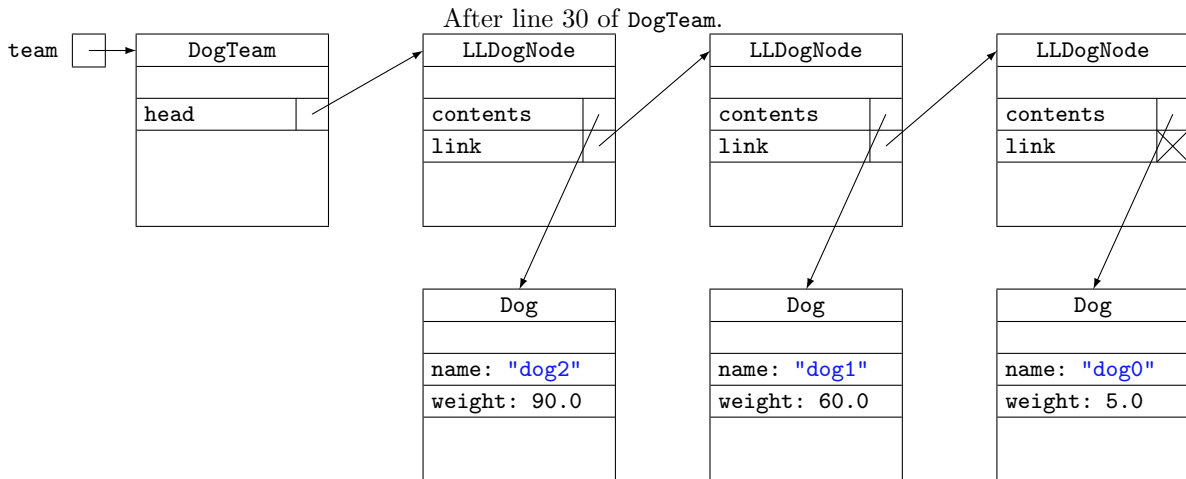 After line 30 of DogTeam.
team DogTeam LLDogNode LLDogNode LLDogNode
head contents contents contents
link link link
Dog Dog Dog
name: "dog2" name: "dog1" name: "dog0"
weight: 90.0 weight: 60.0 weight: 5.0